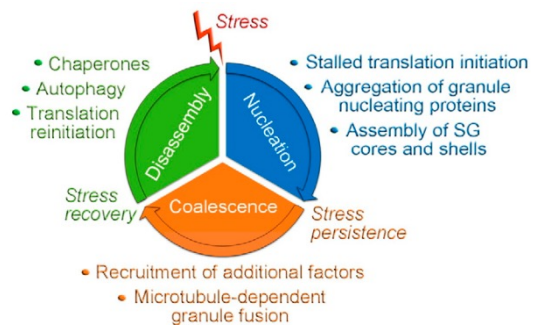 Stress
• Chaperones
• Autophagy
• Translation
reinitiation
Disassembly
Nucleation
• Stalled translation initiation
• Aggregation of granule
nucleating proteins
• Assembly of SG
cores and shells
Stress
recovery
Coalescence
Stress
persistence
• Recruitment of additional factors
• Microtubule-dependent
granule fusion